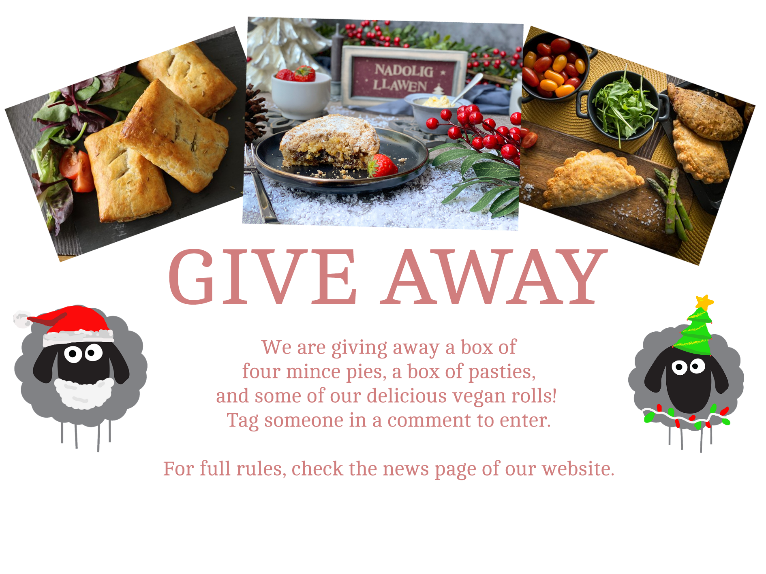 NADOLIG
LLAWEN
GIVE AWAY
We are giving away a box of
four mince pies, a box of pasties,
and some of our delicious vegan rolls!
Tag someone in a comment to enter.
For full rules, check the news page of our website.